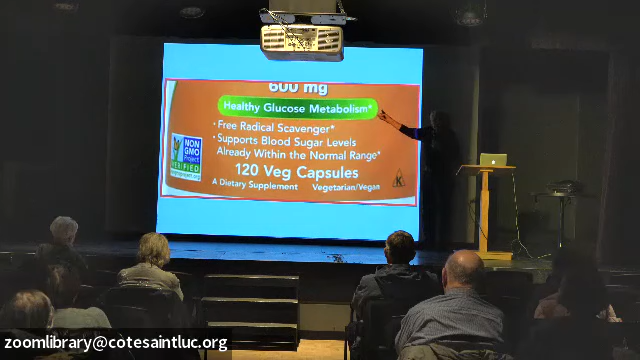 600 mg
Healthy Glucose Metabolism*
· Free Radical Scavenger*
· Supports Blood Sugar Levels
Already Within the Normal Range*
NON
GMO
Project
VERIFIED
120 Veg Capsules
A Dietary Supplement Vegetarian/Vegan
K
zoomlibrary@cotesaintluc.org